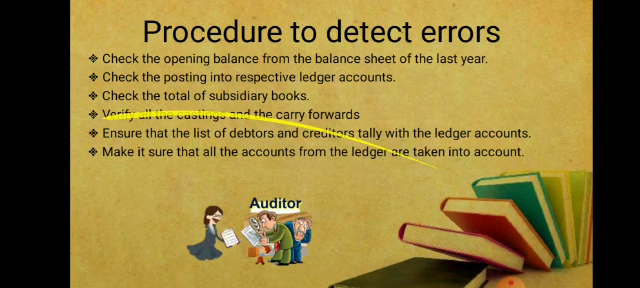 Procedure to detect errors
❖ Check the opening balance from the balance sheet of the last year.
❖ Check the posting into respective ledger accounts.
❖ Check the total of subsidiary books.
❖ Verify all the castings and the carry forwards
❖ Ensure that the list of debtors and creditors tally with the ledger accounts.
❖ Make it sure that all the accounts from the ledger are taken into account.
Auditor